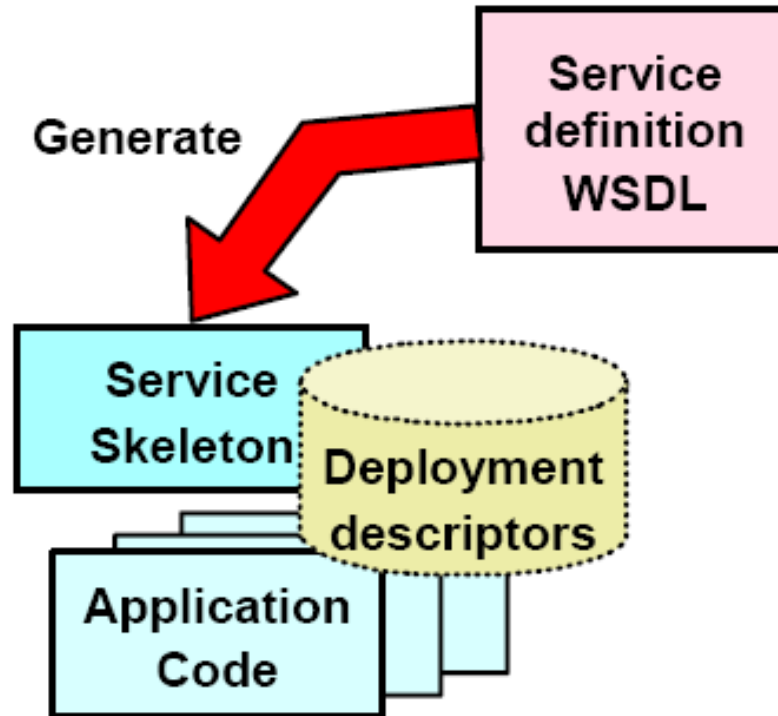 Service
definition
WSDL
Generate
Service
Skeleton
Deployment
descriptors
Application
Code